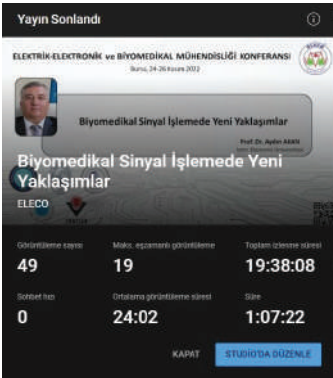 Yayın Sonlandı
ELEKTRİK-ELEKTRONİK ve BİYOMEDİKAL MÜHENDİSLİĞİ KONFERANSI
Bursa, 24-26 Kasım 2022
Biyomedikal Sinyal İşlemede Yeni Yaklaşımlar
Prof. Dr. Aydın Akan
Biyomedikal Sinyal İşlemede Yeni
Yaklaşımlar
ELECO
Görüntüleme sayısı
Maks. eşzamanlı görüntüleme
Toplam izlenme süresi
49
19
19:38:08
Sohbet hızı
Ortalama görüntüleme süresi
Süre
0
24:02
1:07:22
KAPAT
STUDIO'DA DÜZENLE